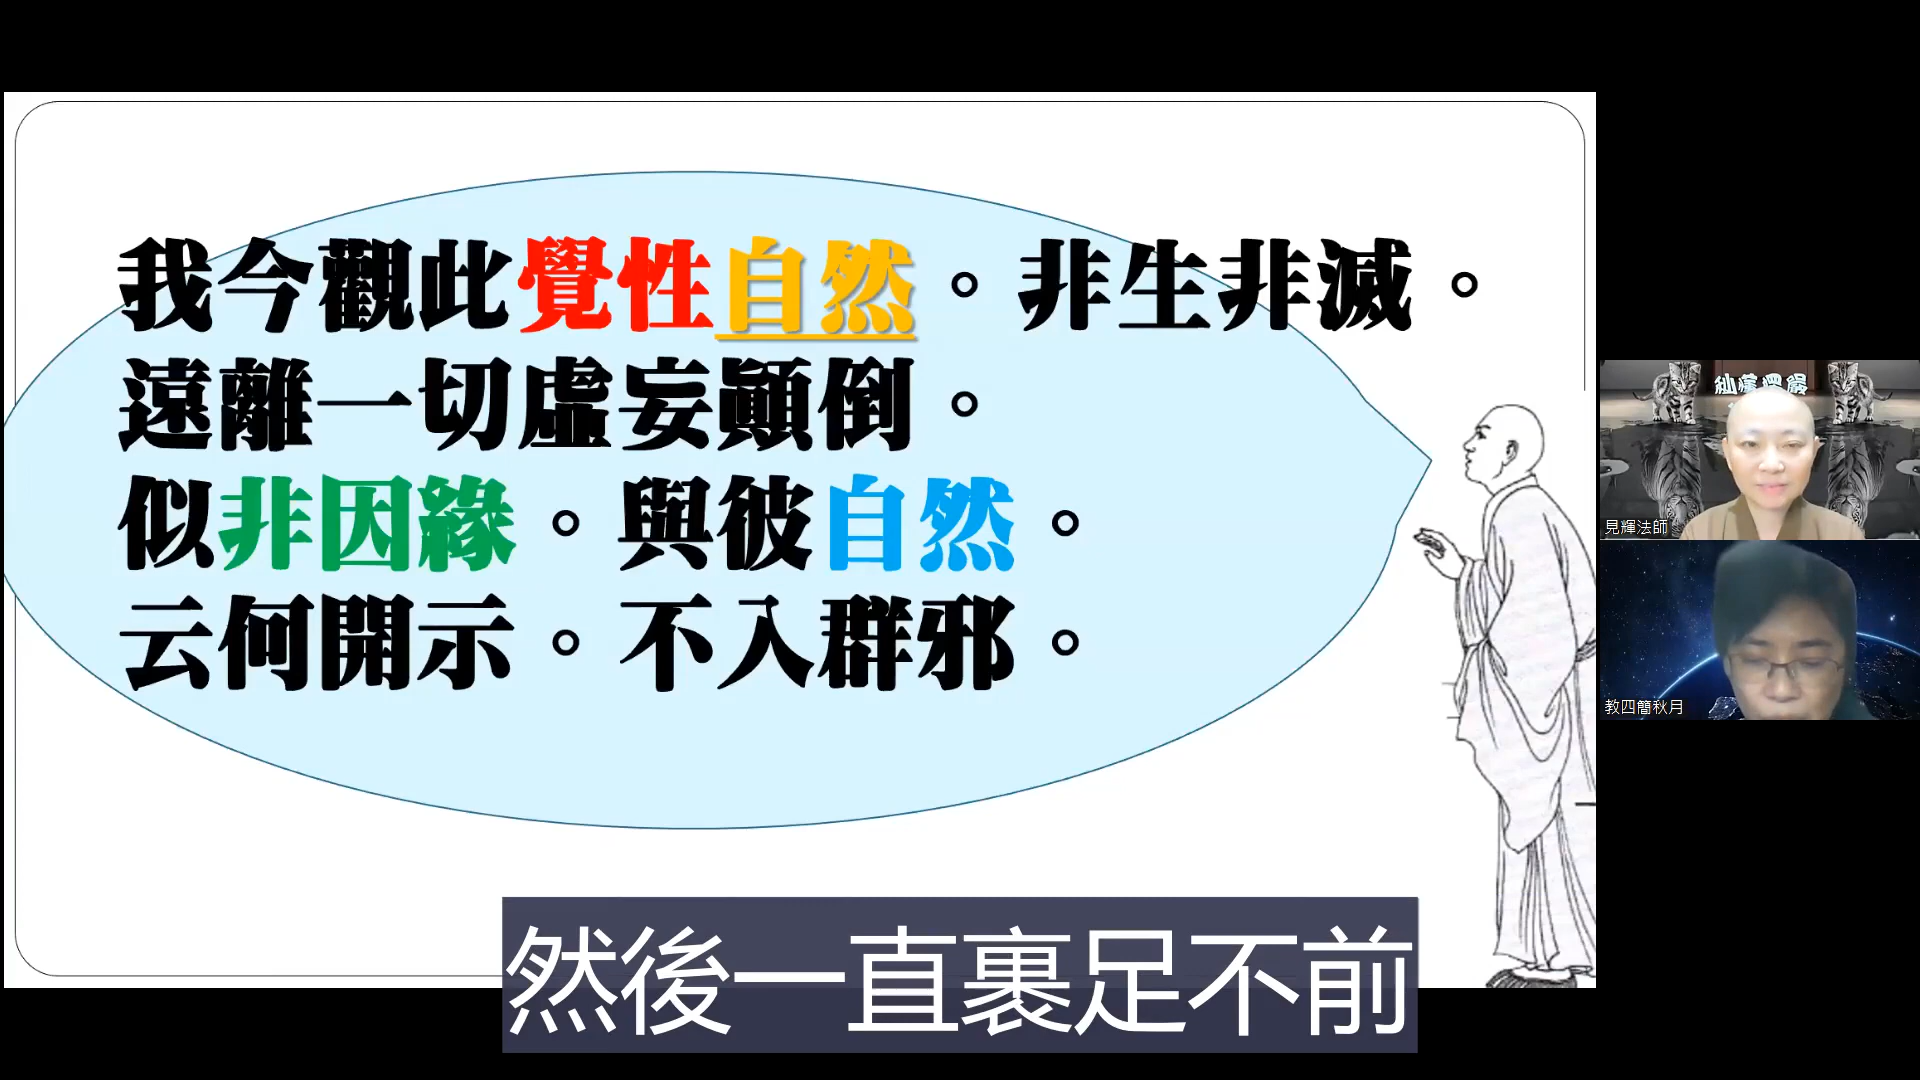 我今觀此覺性自然。非生非滅。
遠離一切虛妄顚倒。
似非因緣。與彼自然。
云何開示。不入群邪。
見輝法師
教四簡秋月
然後一直裹足不前